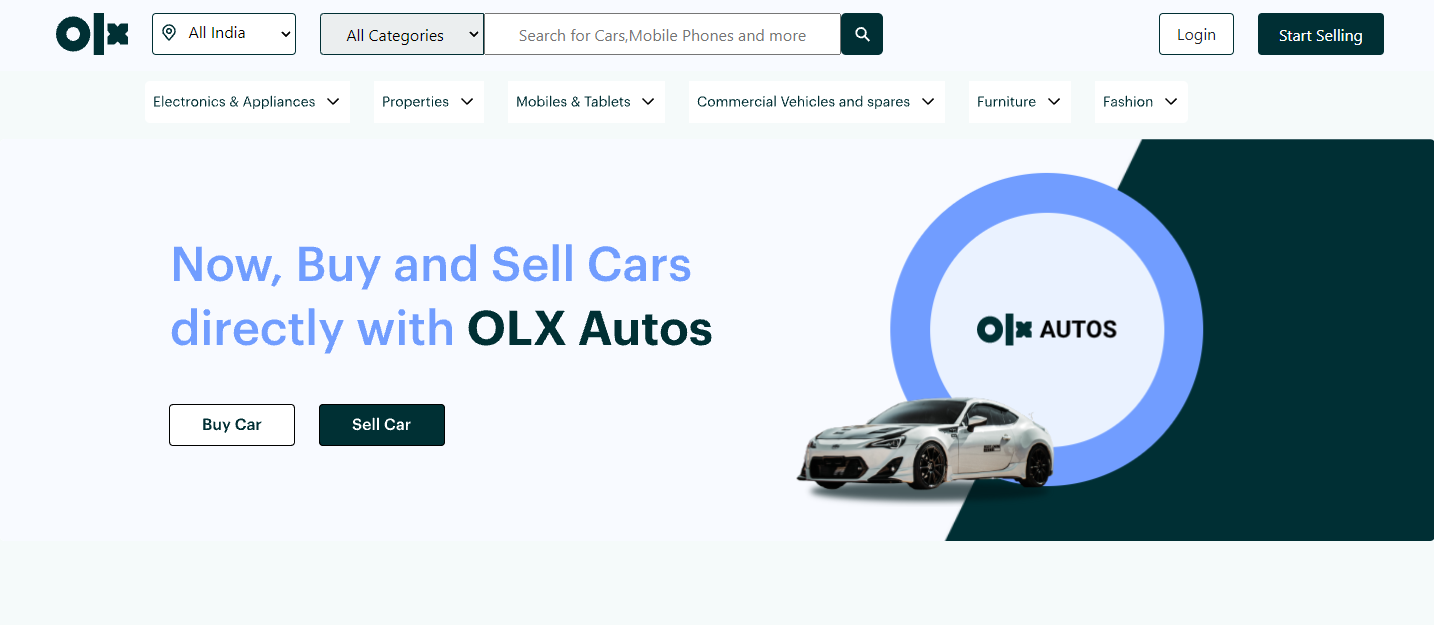 olx
All India
All Categories
Search for Cars,Mobile Phones and more
Login
Start Selling
Electronics & Appliances
Properties
Mobiles & Tablets
Commercial Vehicles and spares
Furniture
Fashion
Now, Buy and Sell Cars
directly with OLX Autos
Buy Car
Sell Car
olx AUTOS